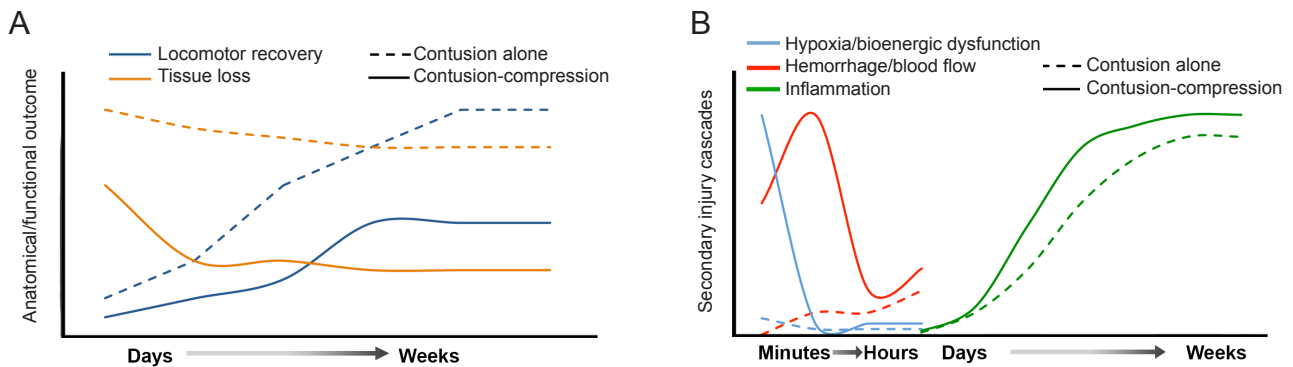 A
Locomotor recovery
Tissue loss
Contusion alone
Contusion-compression
Anatomical/functional outcome
Days
Weeks
B
Hypoxia/bioenergic dysfunction
Hemorrhage/blood flow
Inflammation
Contusion alone
Contusion-compression
Secondary injury cascades
Minutes
Hours
Days
Weeks